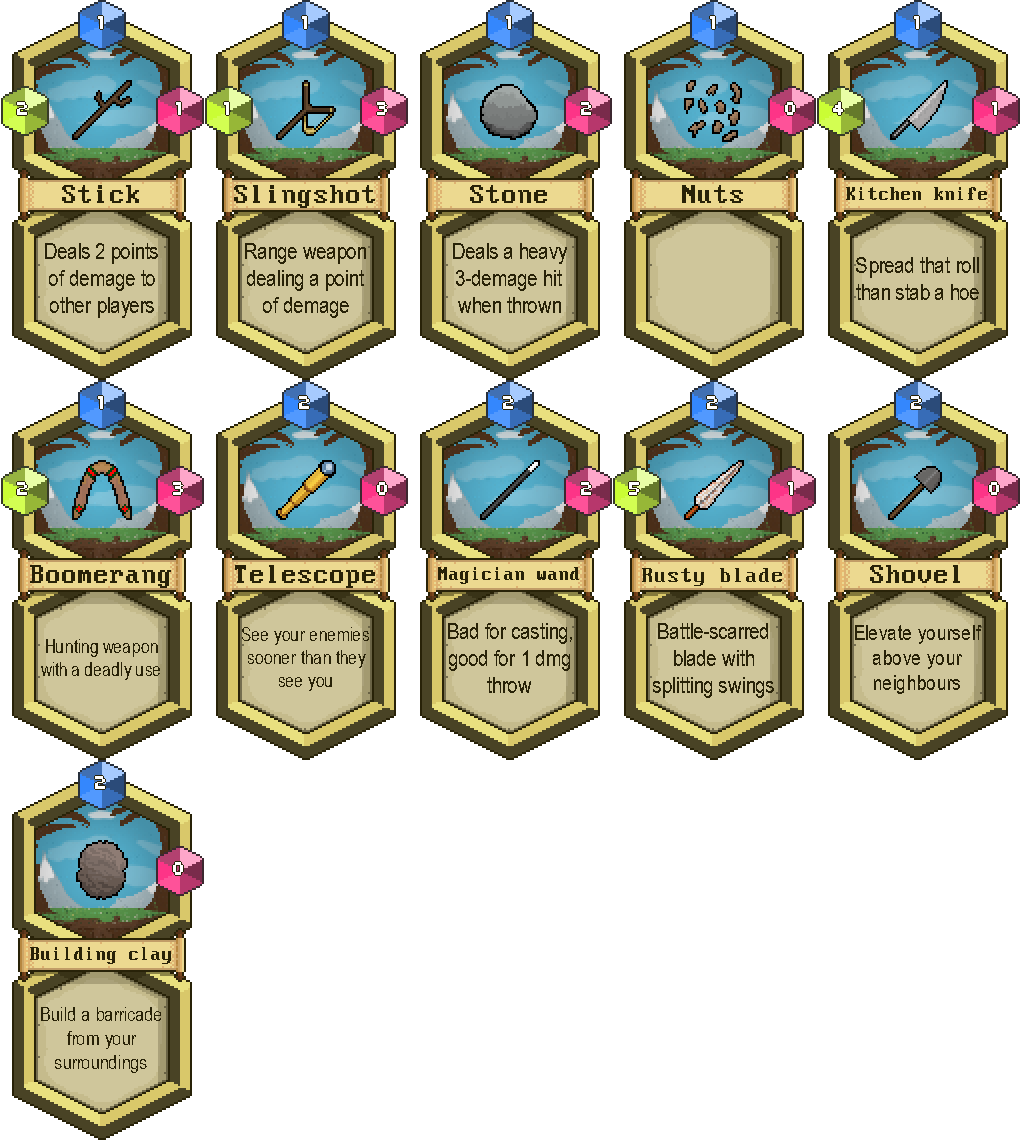 1
2
1
Stick
Deals 2 points
of demage to
other players
1
1
3
Slingshot
Range weapon
dealing a point
of demage
1
2
Stone
Deals a heavy
3-demage hit
when thrown
1
0
Nuts
1
4
1
Kitchen knife
Spread that roll
than stab a hoe
1
2
3
Boomerang
Hunting weapon
with a deadly use
2
0
Telescope
See your enemies
sooner than they
see you
2
2
Magician wand
Bad for casting,
good for 1 dmg
throw
2
5
1
Rusty blade
Battle-scarred
blade with
splitting swings
2
0
Shovel
Elevate yourself
above your
neighbours
2
0
Building clay
Build a barricade
from your
surroundings